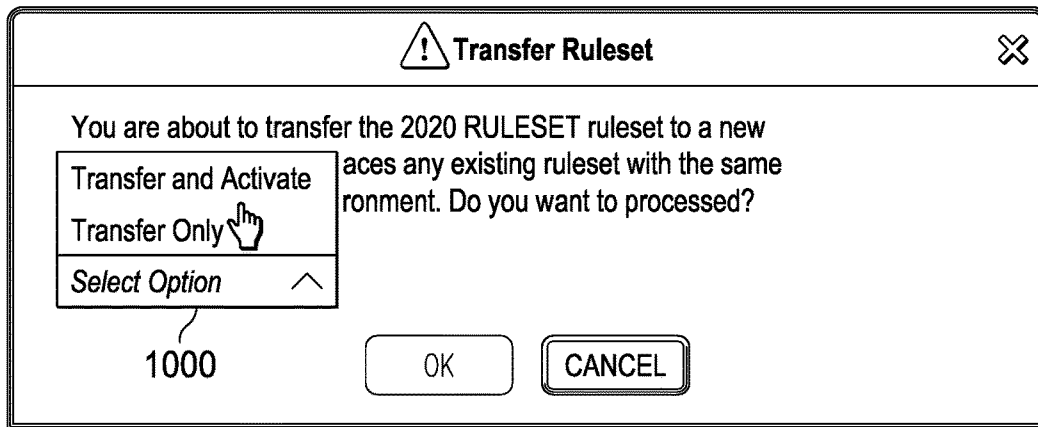 Transfer Ruleset
You are about to transfer the 2020 RULESET ruleset to a new
aces any existing ruleset with the same
ronment. Do you want to processed?
Transfer and Activate
Transfer Only
Select Option
1000
OK
CANCEL